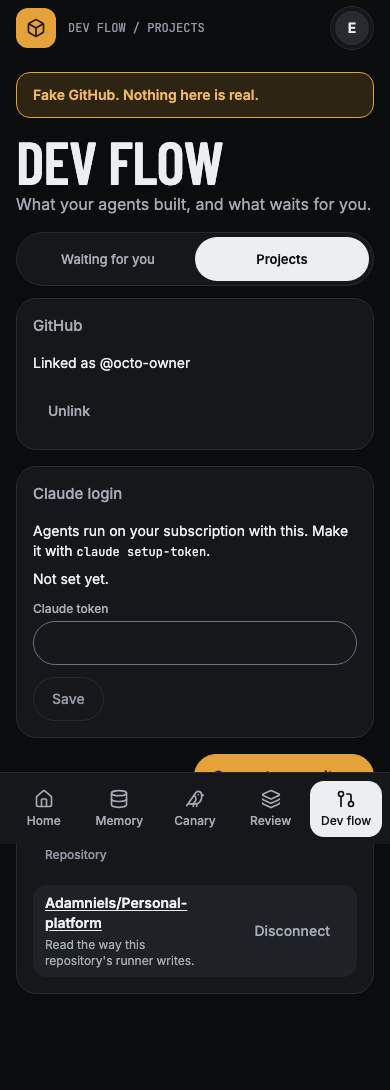 DEV FLOW / PROJECTS
E
Fake GitHub. Nothing here is real.
DEV FLOW
What your agents built, and what waits for you.
Waiting for you
Projects
GitHub
Linked as @octo-owner
Unlink
Claude login
Agents run on your subscription with this. Make
it with claude setup-token.
Not set yet.
Claude token
Save
Home
Memory
Canary
Review
Dev flow
Repository
Adamniels/Personal-
platform
Read the way this
repository's runner writes.
Disconnect